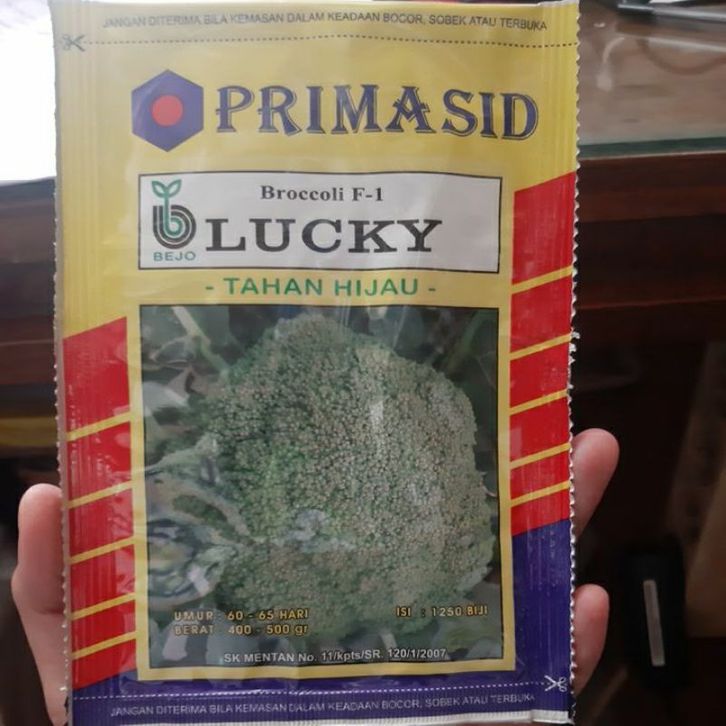 JANGAN DITERIMA BILA KEMASAN DALAM KEADAAN BOCOR, SOBEK ATAU TERBUKA
PRIMASID
Broccoli F-1
BEJO
LUCKY
- TAHAN HIJAU -
UMUR : 60 - 65 HARI
BERAT : 400 - 500 gr
ISI : 1250 BIJI
SK MENTAN No. 11/kpts/SR. 120/1/2007
JANGAN DITERIMA BILA KEMASAN DALAM KEADAAN BOCOR, SOBEK ATAU TERBUKA